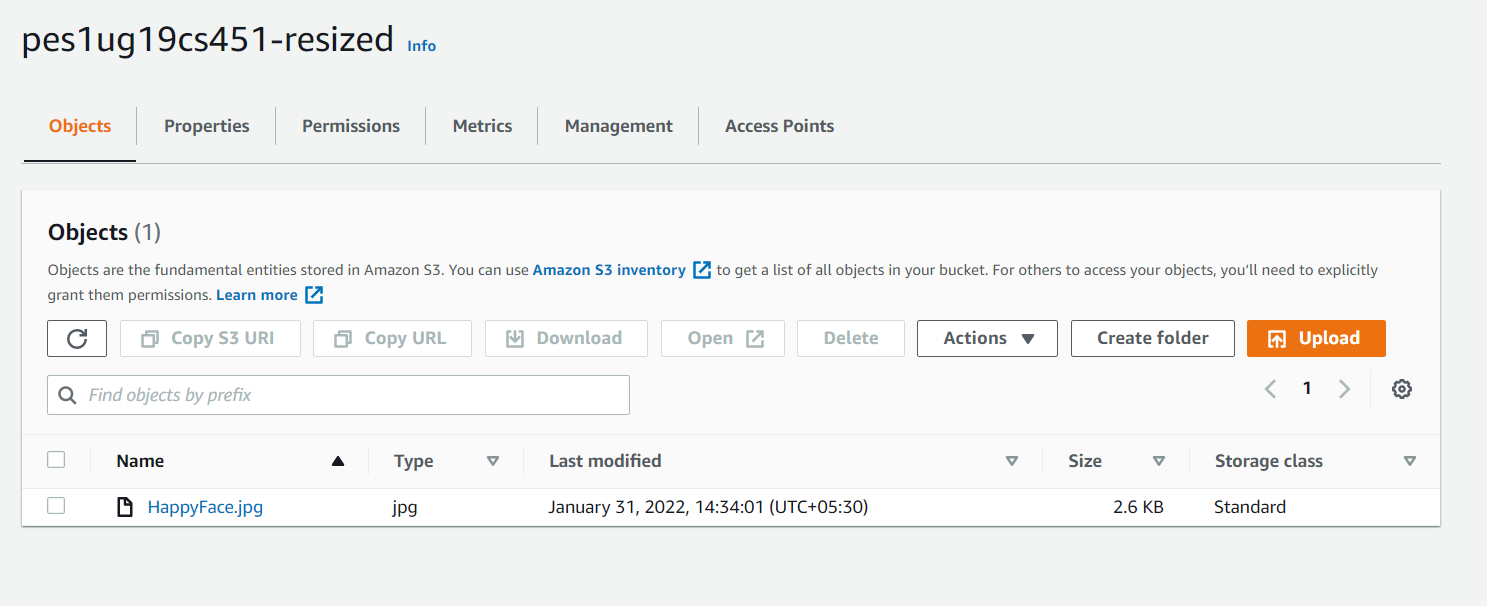 pes1ug19cs451-resized Info
Objects Properties Permissions Metrics Management Access Points
Objects (1)
Objects are the fundamental entities stored in Amazon S3. You can use Amazon S3 inventory to get a list of all objects in your bucket. For others to access your objects, you'll need to explicitly
grant them permissions. Learn more
Copy S3 URI Copy URL Download Open Delete Actions Create folder Upload
Find objects by prefix 1
Name Type Last modified Size Storage class
HappyFace.jpg jpg January 31, 2022, 14:34:01 (UTC+05:30) 2.6 KB Standard